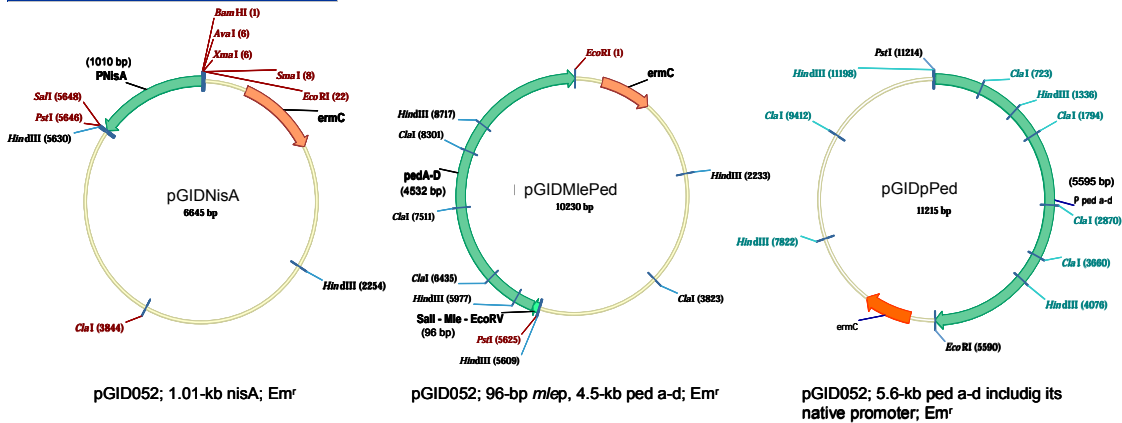 BamHI (1)
AvaI (6)
XmaI (6)
SmaI (8)
EcoRI (22)
(1010 bp)
PNisA
ermC
SalI (5648)
PstI (5646)
HindIII (5630)
pGIDNisA
6645 bp
HindIII (2254)
ClaI (3844)
pGID052; 1.01-kb nisA; Emr
EcoRI (1)
ermC
HindIII (8717)
ClaI (8301)
pedA-D
(4532 bp)
pGIDMlePed
10230 bp
HindIII (2233)
ClaI (7511)
ClaI (6435)
HindIII (5977)
SalI - Mle - EcoRV
(96 bp)
PstI (5625)
HindIII (5609)
ClaI (3823)
pGID052; 96-bp mlep, 4.5-kb ped a-d; Emr
PstI (11214)
HindIII (11198)
ClaI (723)
HindIII (1336)
ClaI (1794)
ClaI (9412)
pGIDpPed
11215 bp
(5595 bp)
P ped a-d
ClaI (2870)
HindIII (7822)
ClaI (3660)
HindIII (4076)
ermC
EcoRI (5590)
pGID052; 5.6-kb ped a-d includig its
native promoter; Emr